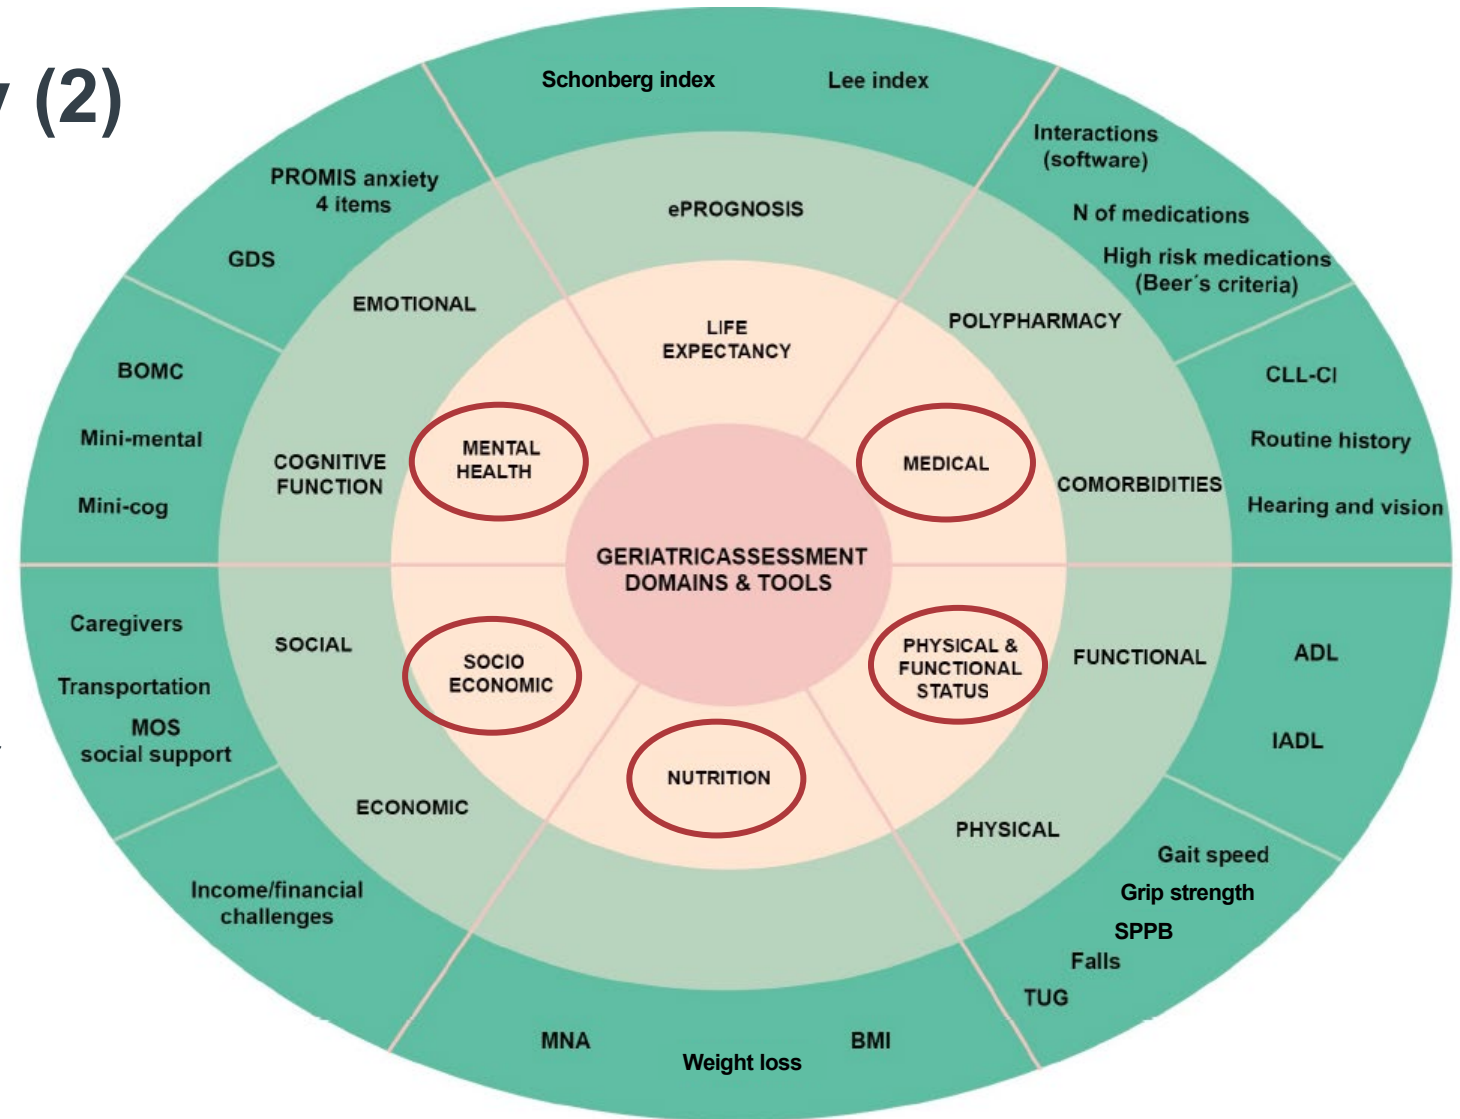 y (2)
Schonberg index
Lee index
Interactions
(software)
N of medications
High risk medications
(Beer´s criteria)
PROMIS anxiety
4 items
GDS
ePROGNOSIS
EMOTIONAL
POLYPHARMACY
LIFE
EXPECTANCY
BOMC
Mini-mental
Mini-cog
COGNITIVE
FUNCTION
MENTAL
HEALTH
MEDICAL
COMORBIDITIES
CLL-CI
Routine history
Hearing and vision
GERIATRICASSESSMENT
DOMAINS & TOOLS
Caregivers
Transportation
MOS
social support
SOCIAL
SOCIO
ECONOMIC
PHYSICAL &
FUNCTIONAL
STATUS
FUNCTIONAL
ADL
IADL
NUTRITION
ECONOMIC
PHYSICAL
Income/financial
challenges
Gait speed
Grip strength
SPPB
Falls
TUG
MNA
Weight loss
BMI